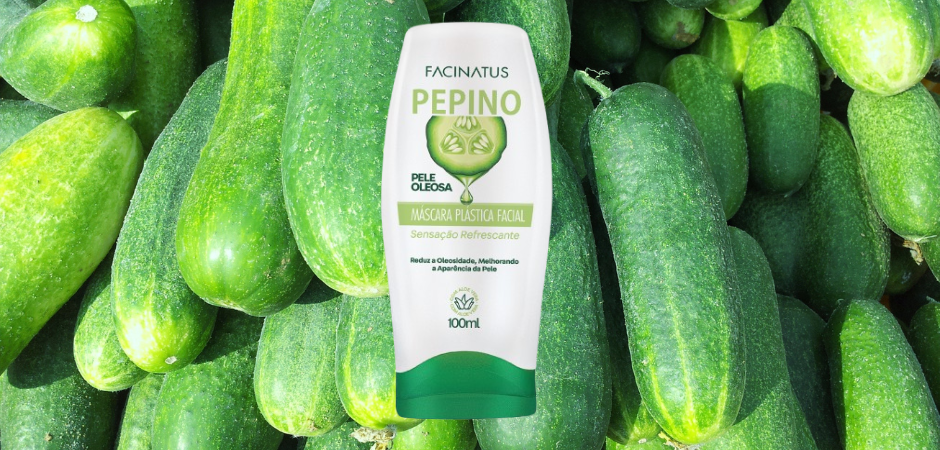 FACINATUS
PEPINO
PELE
OLEOSA
MÁSCARA PLÁSTICA FACIAL
Sensação Refrescante
Reduz a Oleosidade, Melhorando
a Aparência da Pele
100ml